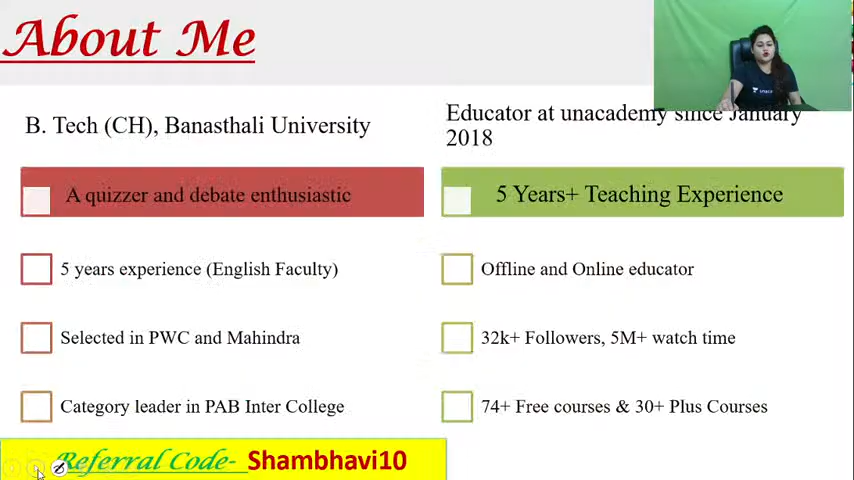 About Me
B. Tech (CH), Banasthali University
A quizzer and debate enthusiastic
5 years experience (English Faculty)
Selected in PWC and Mahindra
Category leader in PAB Inter College
Educator at unacademy since January
2018
5 Years+ Teaching Experience
Offline and Online educator
32k+ Followers, 5M+ watch time
74+ Free courses & 30+ Plus Courses
Referral Code- Shambhavi10